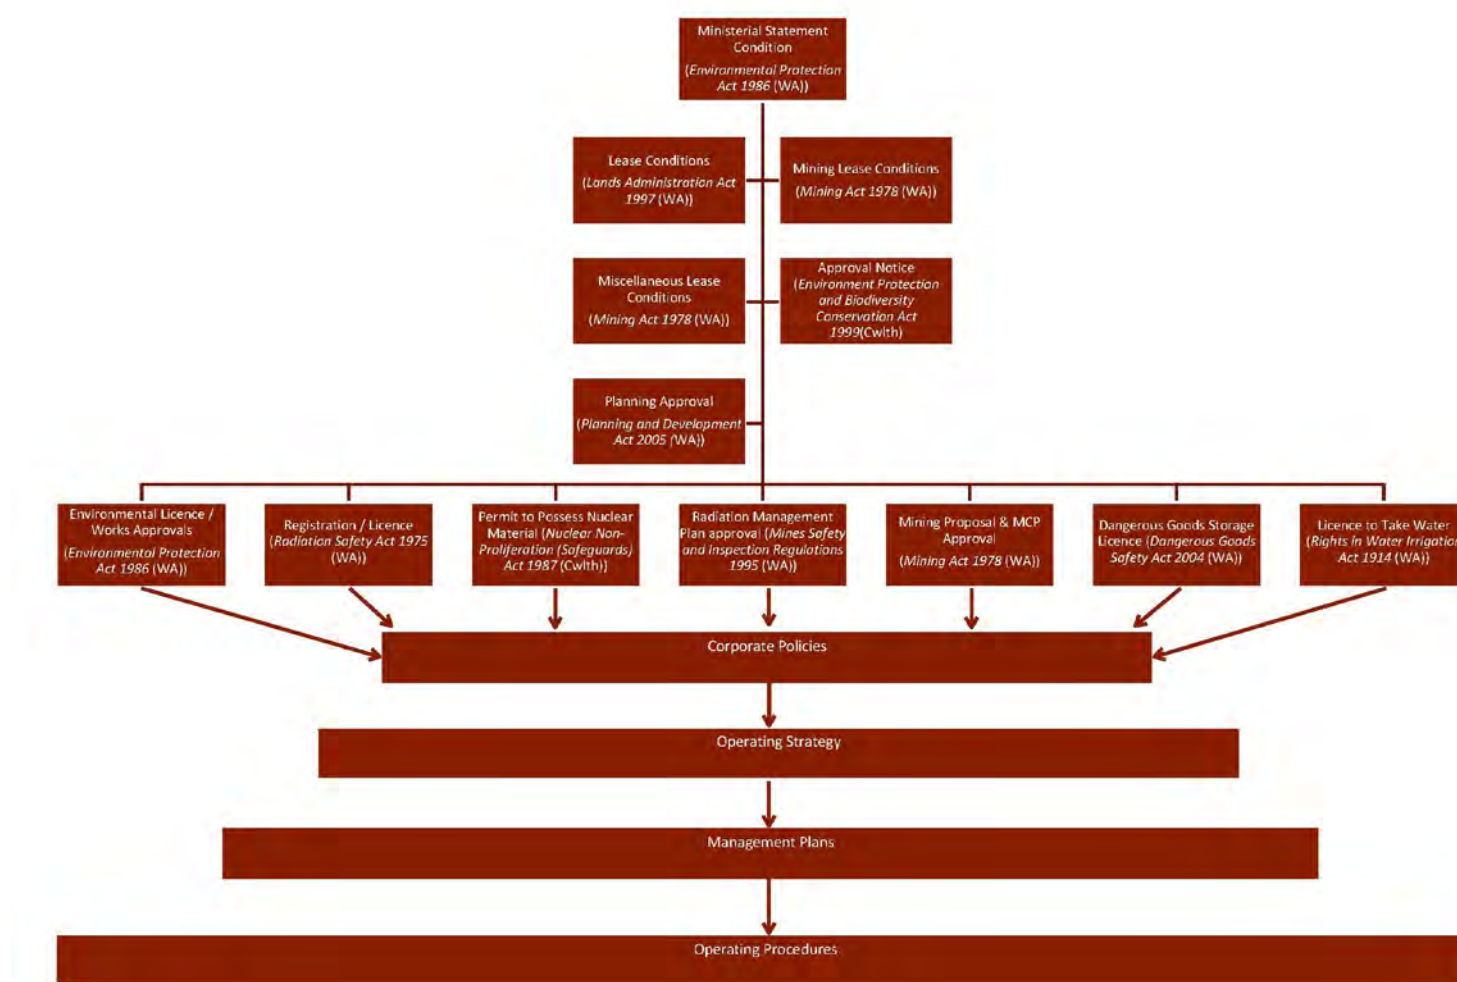 Ministerial Statement
Condition
(Environmental Protection
Act 1986 (WA))
Lease Conditions
(Lands Administration Act
1997 (WA))
Mining Lease Conditions
(Mining Act 1978 (WA))
Miscellaneous Lease
Conditions
(Mining Act 1978 (WA))
Approval Notice
(Environment Protection
and Biodiversity
Conservation Act
1999(Cwlth)
Planning Approval
(Planning and Development
Act 2005 (WA))
Environmental Licence /
Works Approvals
(Environmental Protection
Act 1986 (WA))
Registration / Licence
(Radiation Safety Act 1975
(WA))
Permit to Possess Nuclear
Material (Nuclear Non-
Proliferation (Safeguards)
Act 1987 (Cwlth)
Radiation Management
Plan approval (Mines Safety
and Inspection Regulations
1995 (WA))
Mining Proposal & MCP
Approval
(Mining Act 1978 (WA))
Dangerous Goods Storage
Licence (Dangerous Goods
Safety Act 2004 (WA))
Licence to Take Water
(Rights in Water Irrigation
Act 1914 (WA))
Corporate Policies
Operating Strategy
Management Plans
Operating Procedures